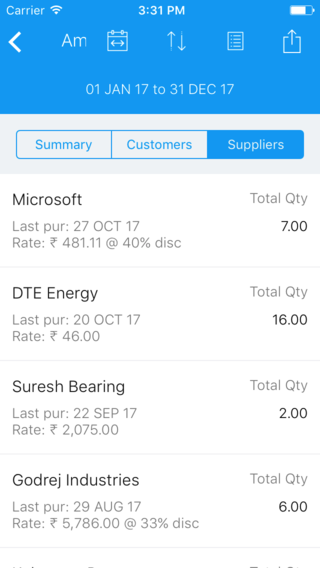 Carrier 3:31 PM
Am
01 JAN 17 to 31 DEC 17
Summary Customers Suppliers
Microsoft Total Qty
Last pur: 27 OCT 17 7.00
Rate: ₹ 481.11 @ 40% disc
DTE Energy Total Qty
Last pur: 20 OCT 17 16.00
Rate: ₹ 46.00
Suresh Bearing Total Qty
Last pur: 22 SEP 17 2.00
Rate: ₹ 2,075.00
Godrej Industries Total Qty
Last pur: 29 AUG 17 6.00
Rate: ₹ 5,786.00 @ 33% disc
Total Qty